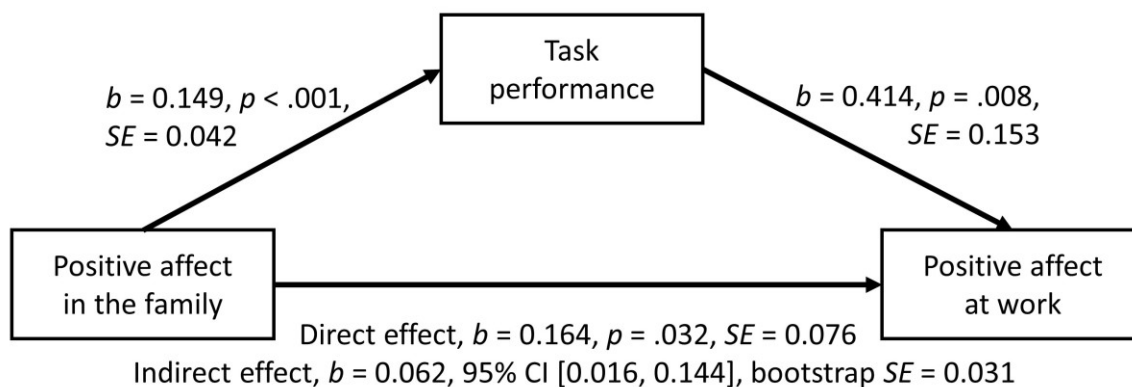 Task
performance
b = 0.149, p < .001,
SE = 0.042
b = 0.414, p = .008,
SE = 0.153
Positive affect
in the family
Positive affect
at work
Direct effect, b = 0.164, p = .032, SE = 0.076
Indirect effect, b = 0.062, 95% CI [0.016, 0.144], bootstrap SE = 0.031